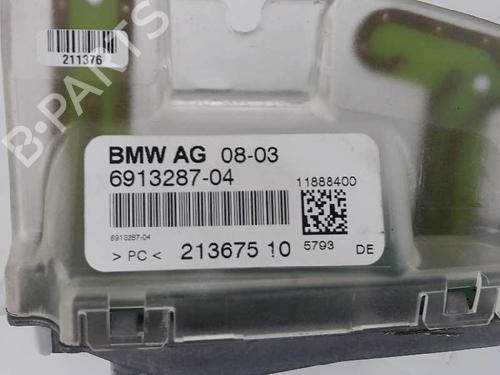 211376
B-PARTS
BMW AG 08-03
6913287-04
11888400
6913287-04
5793
> PC < 213675 10
DE